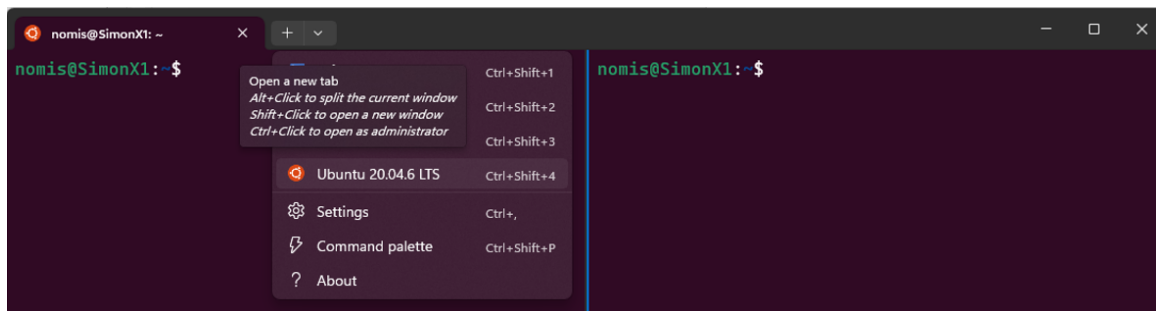 nomis@SimonX1: ~
nomis@SimonX1:~$
Open a new tab
Alt+Click to split the current window
Shift+Click to open a new window
Ctrl+Click to open as administrator
Ctrl+Shift+1
Ctrl+Shift+2
Ctrl+Shift+3
Ubuntu 20.04.6 LTS Ctrl+Shift+4
Settings Ctrl+,
Command palette Ctrl+Shift+P
? About
nomis@SimonX1:~$